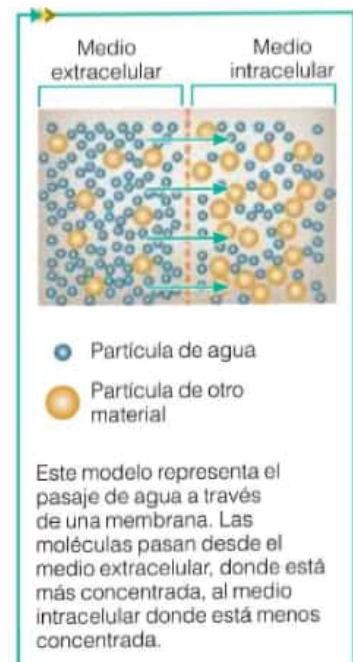 Medio extracelular
Medio intracelular
Partícula de agua
Partícula de otro
material
Este modelo representa el
pasaje de agua a través
de una membrana. Las
moléculas pasan desde el
medio extracelular, donde está
más concentrada, al medio
intracelular donde está menos
concentrada.